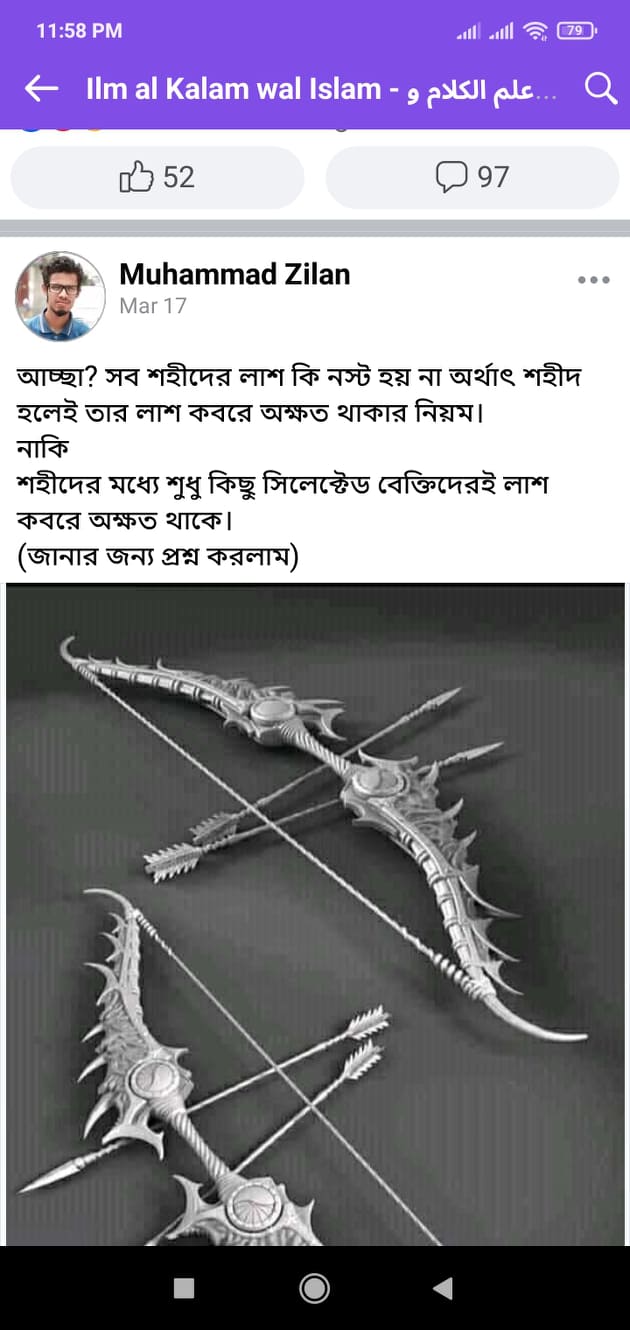 11:58 PM
79
Ilm al Kalam wal Islam - علم الكلام و...
52
97
Muhammad Zilan
Mar 17
আচ্ছা? সব শহীদের লাশ কি নস্ট হয় না অর্থাৎ শহীদ
হলেই তার লাশ কবরে অক্ষত থাকার নিয়ম।
নাকি
শহীদের মধ্যে শুধু কিছু সিলেক্টেড বেক্তিদেরই লাশ
কবরে অক্ষত থাকে।
(জানার জন্য প্রশ্ন করলাম)